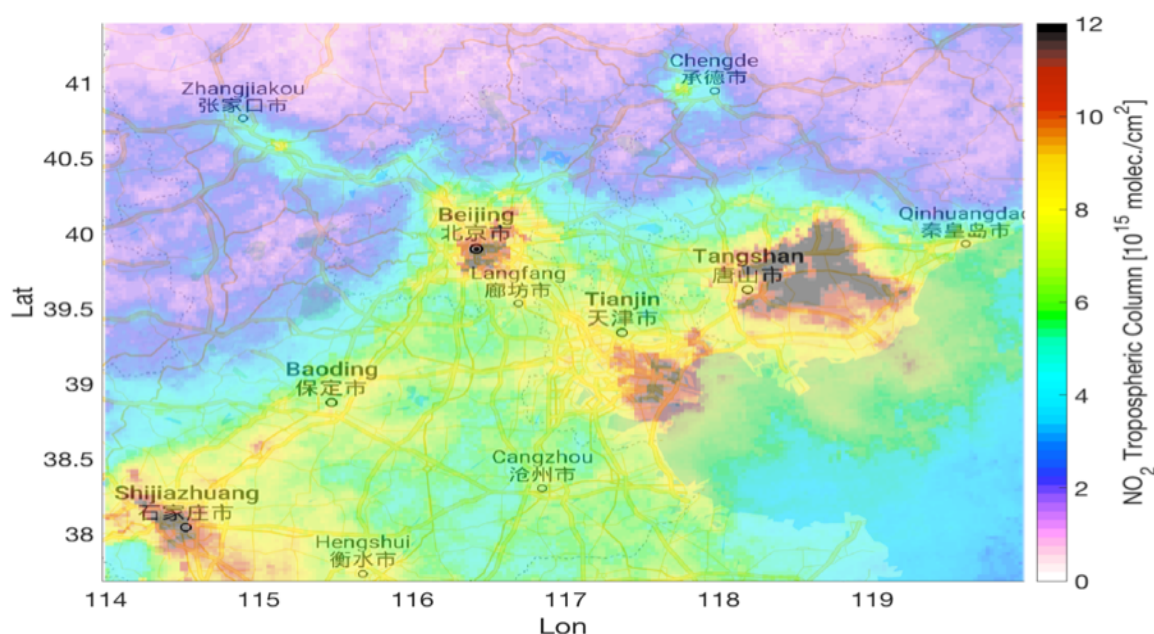 12
Chengde
承德市
41
Zhangjiakou
张家口市
10
40.5
Beijing
北京市
Qinhuangdao
秦皇岛市
8
40
Langfang
廊坊市
Tangshan
唐山市
Tianjin
天津市
39.5
6
Baoding
保定市
39
4
38.5
Cangzhou
沧州市
Shijiazhuang
石家庄市
2
38
Hengshui
衡水市
0
114
115
116
117
118
119
Lon
Lat
NO2 Tropospheric Column [10^15 molec./cm^2]